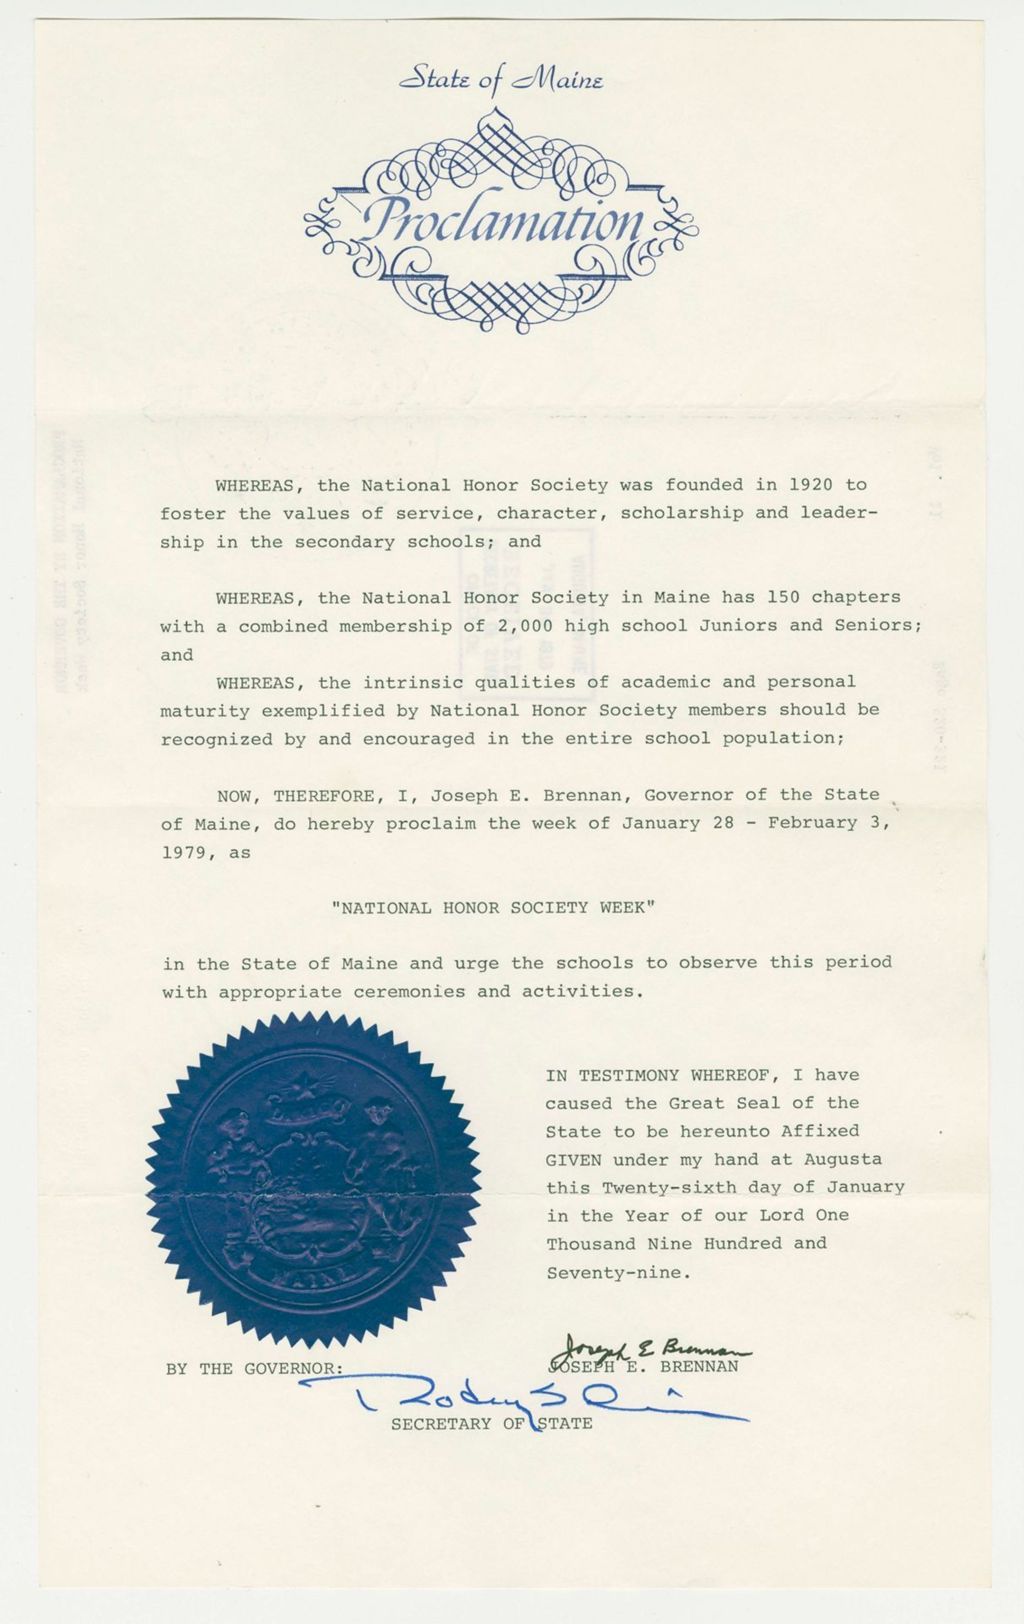 State of Maine
Proclamation
WHEREAS, the National Honor Society was founded in 1920 to
foster the values of service, character, scholarship and leader-
ship in the secondary schools; and
WHEREAS, the National Honor Society in Maine has 150 chapters
with a combined membership of 2,000 high school Juniors and Seniors;
and
WHEREAS, the intrinsic qualities of academic and personal
maturity exemplified by National Honor Society members should be
recognized by and encouraged in the entire school population;
NOW, THEREFORE, I, Joseph E. Brennan, Governor of the State
of Maine, do hereby proclaim the week of January 28 - February 3,
1979, as
"NATIONAL HONOR SOCIETY WEEK"
in the State of Maine and urge the schools to observe this period
with appropriate ceremonies and activities.
IN TESTIMONY WHEREOF, I have
caused the Great Seal of the
State to be hereunto Affixed
GIVEN under my hand at Augusta
this Twenty-sixth day of January
in the Year of our Lord One
Thousand Nine Hundred and
Seventy-nine.
MAINE
Joseph E Brennan
BY THE GOVERNOR: JOSEPH E. BRENNAN
Rodney S
SECRETARY OF STATE